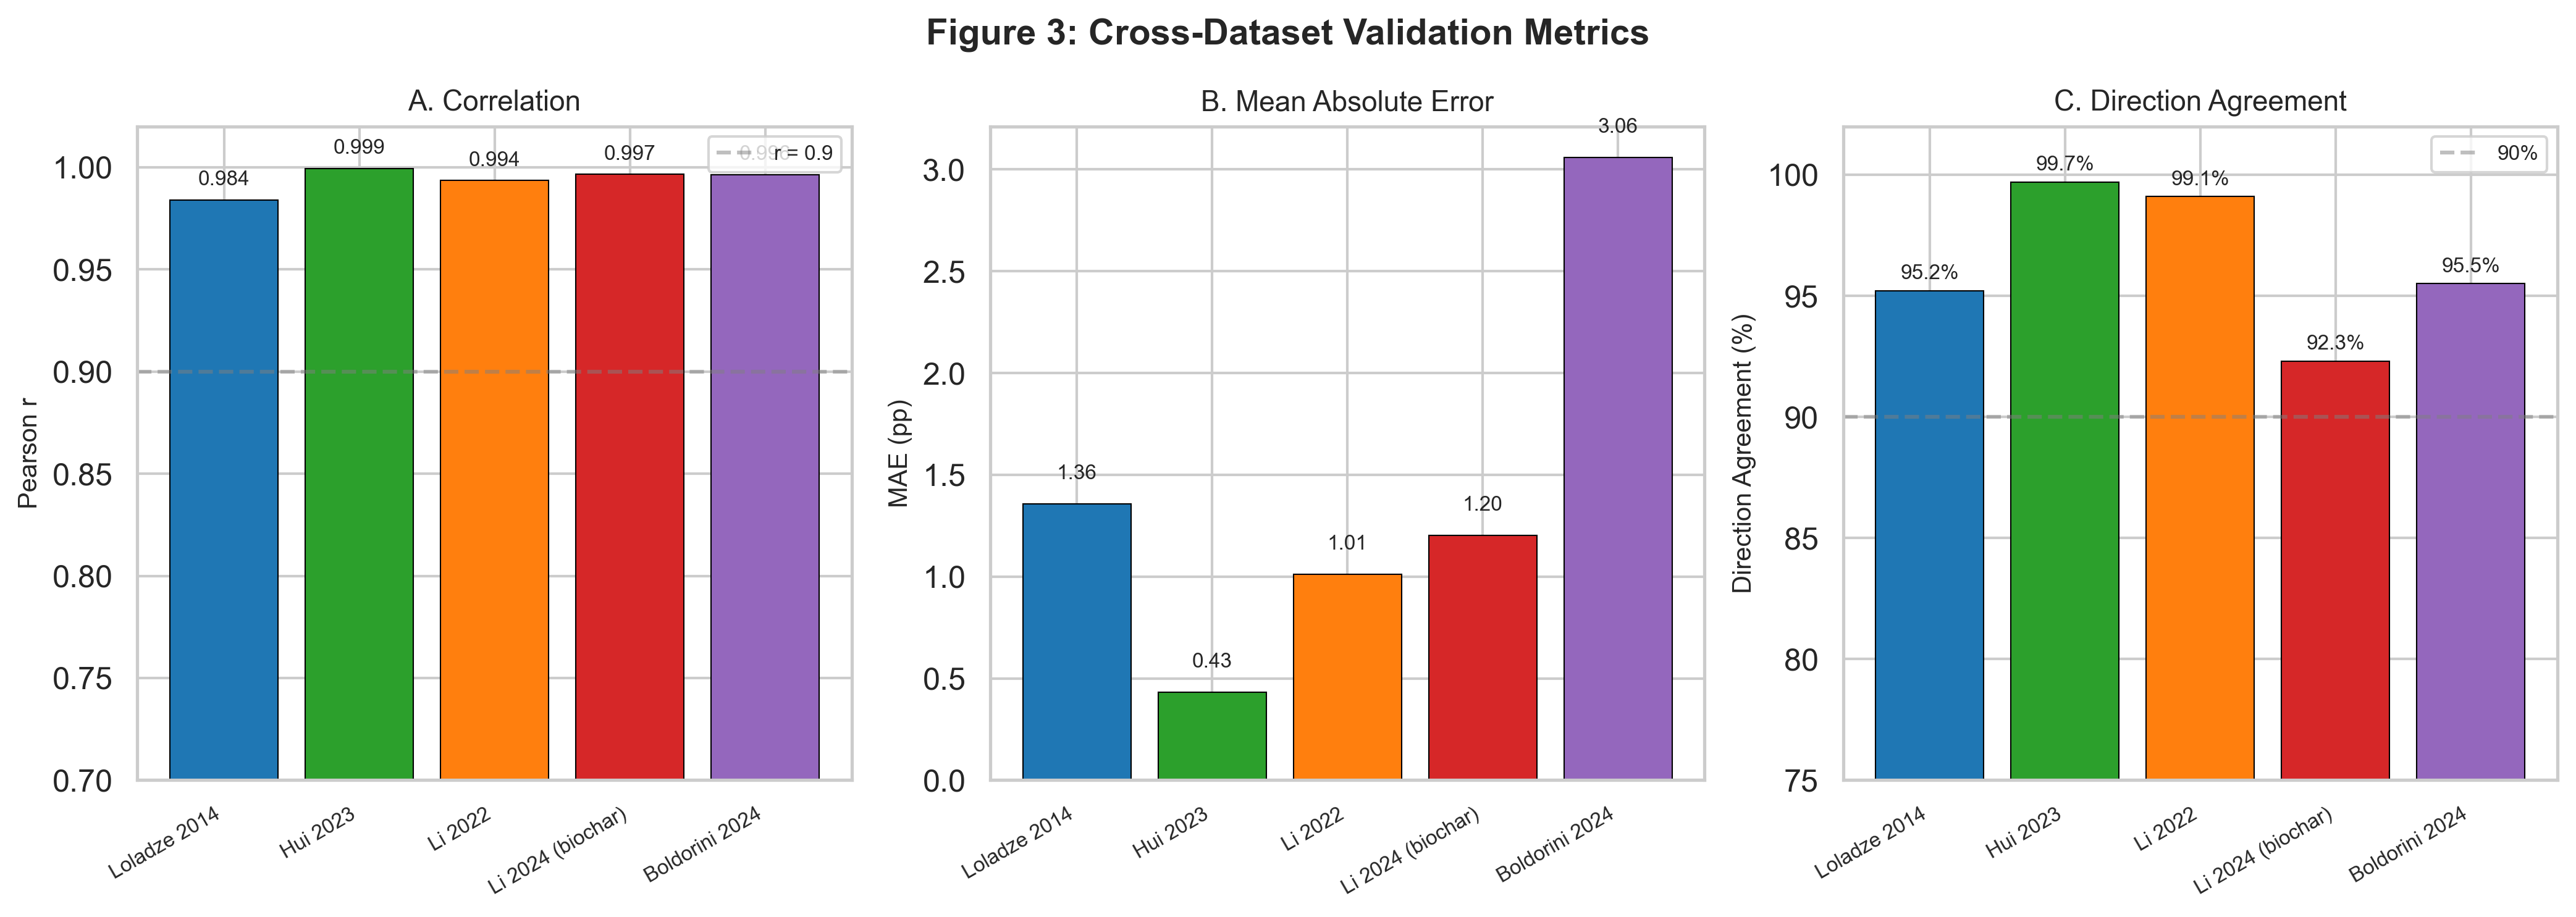 Figure 3: Cross-Dataset Validation Metrics
A. Correlation
Pearson r
1.00
0.95
0.90
0.85
0.80
0.75
0.70
0.984
0.999
0.994
0.997
0.996
r = 0.9
Loladze 2014
Hui 2023
Li 2022
Li 2024 (biochar)
Boldorini 2024
B. Mean Absolute Error
MAE (pp)
3.0
2.5
2.0
1.5
1.0
0.5
0.0
1.36
0.43
1.01
1.20
3.06
Loladze 2014
Hui 2023
Li 2022
Li 2024 (biochar)
Boldorini 2024
C. Direction Agreement
Direction Agreement (%)
100
95
90
85
80
75
95.2%
99.7%
99.1%
92.3%
95.5%
90%
Loladze 2014
Hui 2023
Li 2022
Li 2024 (biochar)
Boldorini 2024